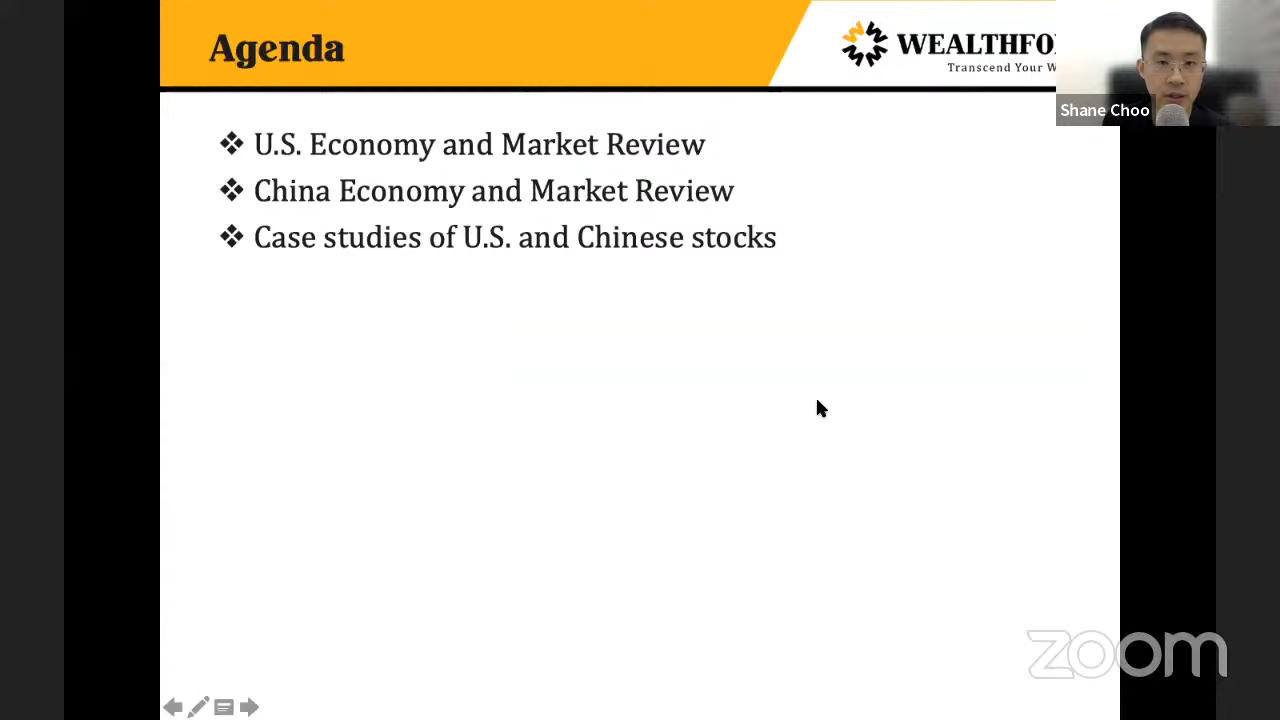 Agenda
WEALTHFO
Transcend Your W
Shane Choo
❖ U.S. Economy and Market Review
❖ China Economy and Market Review
❖ Case studies of U.S. and Chinese stocks
zoom